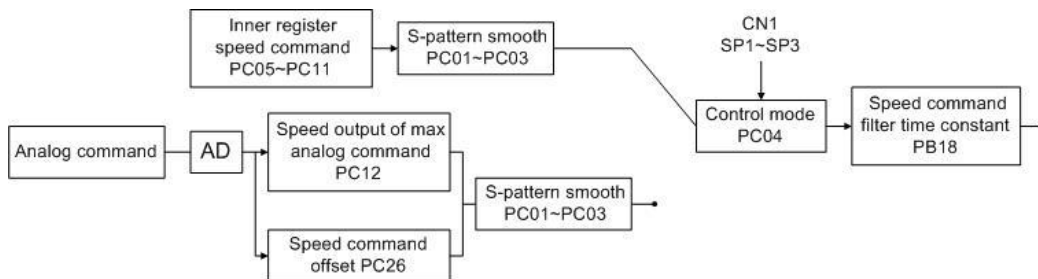 Inner register
speed command
PC05~PC11
S-pattern smooth
PC01~PC03
CN1
SP1~SP3
Control mode
PC04
Speed command
filter time constant
PB18
Analog command
AD
Speed output of max
analog command
PC12
S-pattern smooth
PC01~PC03
Speed command
offset PC26